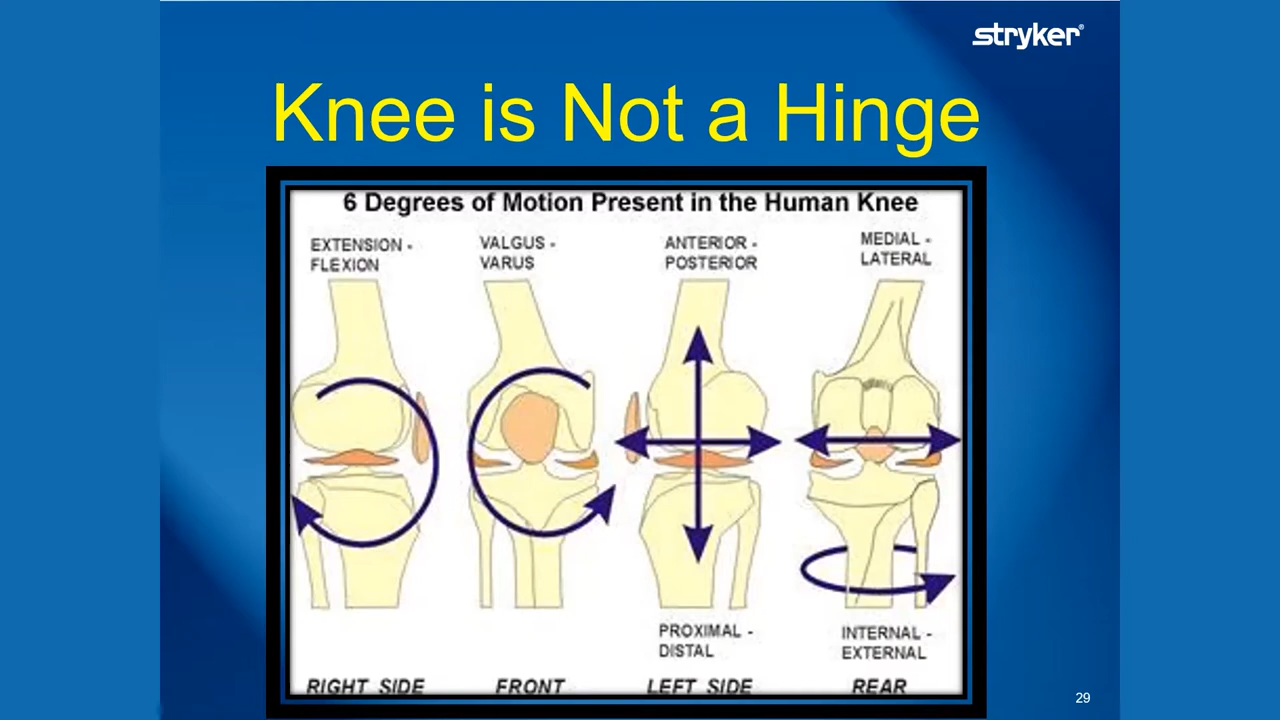 stryker®
Knee is Not a Hinge
6 Degrees of Motion Present in the Human Knee
EXTENSION -
FLEXION
VALGUS -
VARUS
ANTERIOR -
POSTERIOR
MEDIAL -
LATERAL
PROXIMAL -
DISTAL
INTERNAL -
EXTERNAL
RIGHT SIDE
FRONT
LEFT SIDE
REAR
29